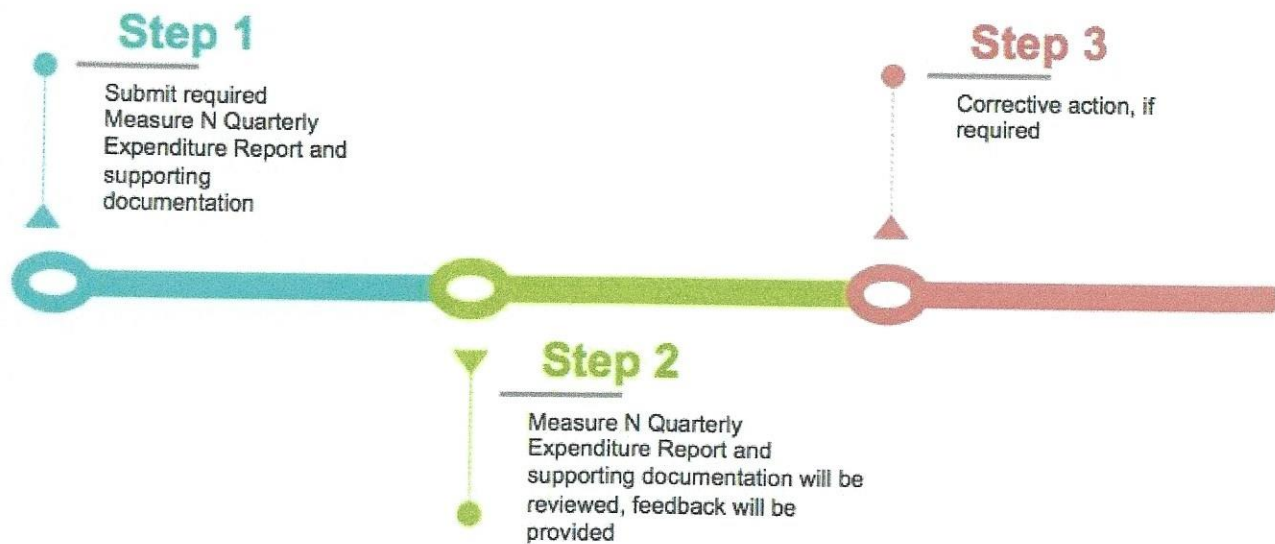 Step 1
Submit required
Measure N Quarterly
Expenditure Report and
supporting
documentation
Step 2
Measure N Quarterly
Expenditure Report and
supporting documentation will be
reviewed, feedback will be
provided
Step 3
Corrective action, if
required